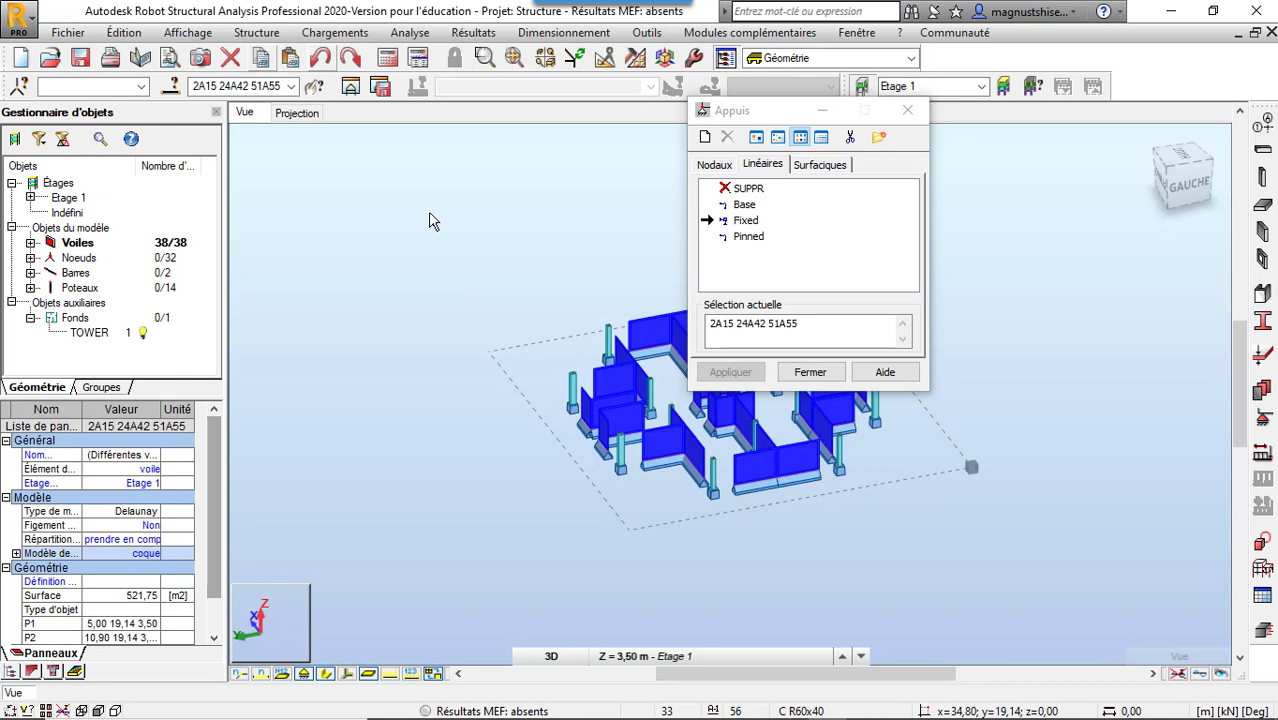 PRO
Autodesk Robot Structural Analysis Professional 2020-Version pour l'éducation - Projet: Structure - Résultats MEF: absents
Entrez mot-clé ou expression
magnustshise...
?
Fichier Édition Affichage Structure Chargements Analyse Résultats Dimensionnement Outils Modules complémentaires Fenêtre ? Communauté
Géométrie
2A15 24A42 51A55
Etage 1
Gestionnaire d'objets
Vue
Projection
Objets Nombre d'...
Étages
Etage 1
Indéfini
Objets du modèle
Voiles 38/38
Noeuds 0/32
Barres 0/2
Poteaux 0/14
Objets auxiliaires
Fonds 0/1
TOWER 1
Géométrie Groupes
Nom Valeur Unité
Liste de pan... 2A15 24A42 51A55
Général
Nom... (Différentes v...
Élément d... voile
Etage... Etage 1
Modèle
Type de m... Delaunay
Figement ... Non
Répartition... prendre en comp
Modèle de... coque
Géométrie
Définition ...
Surface 521,75 [m2]
Type d'objet
P1 5,00 19,14 3,50
P2 10,90 19,14 3,...
Panneaux
Appuis
Nodaux Linéaires Surfaciques
SUPPR
Base
Fixed
Pinned
Sélection actuelle
2A15 24A42 51A55
Appliquer Fermer Aide
GAUCHE
Z
X
Y
3D Z = 3,50 m - Etage 1
Vue
Vue
Résultats MEF: absents 33 56 C R60x40 x=34,80; y=19,14; z=0,00 0,00 [m] [kN] [Deg]